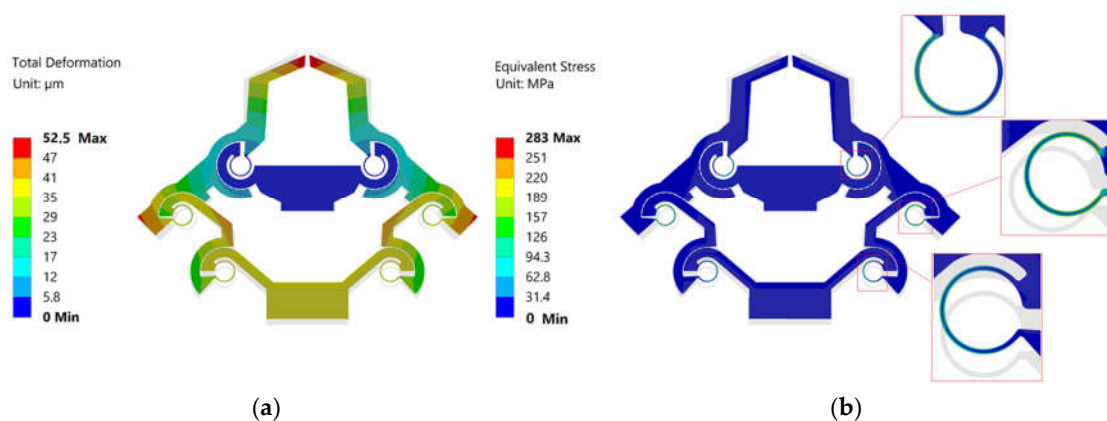 Total Deformation
Unit: µm
52.5 Max
47
41
35
29
23
17
12
5.8
0 Min
(a)
Equivalent Stress
Unit: MPa
283 Max
251
220
189
157
126
94.3
62.8
31.4
0 Min
(b)